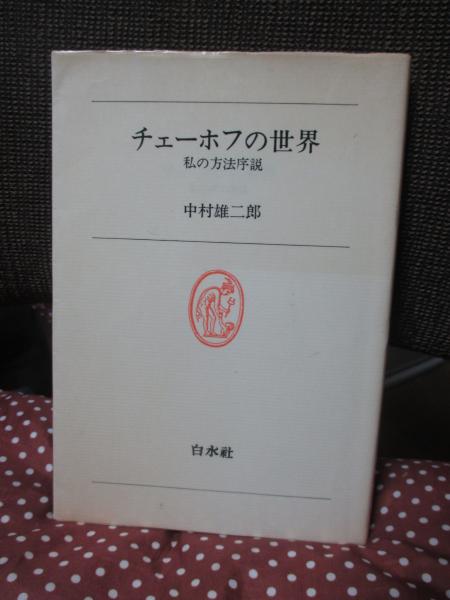 チェーホフの世界
私の方法序説
中村雄二郎
白水社